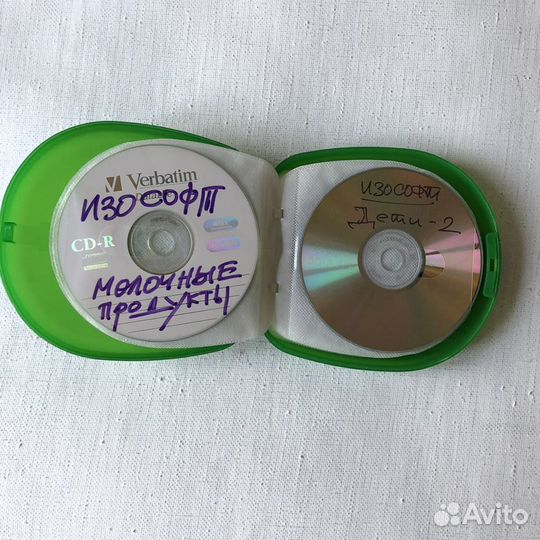 Verbatim
ИЗОСОФТ
CD-R
МОЛОЧНЫЕ
ПРОДУКТЫ
ИЗОСОФТ
Дети-2
Avito